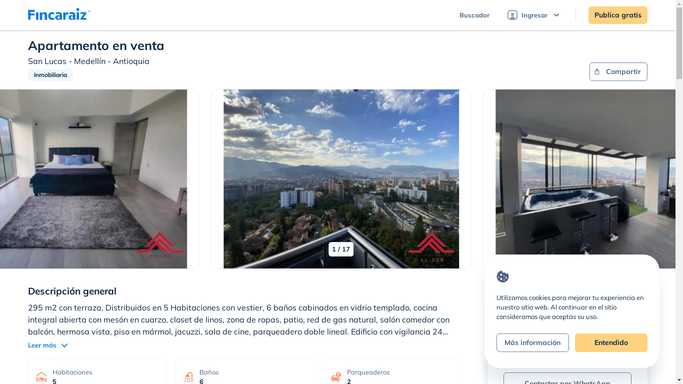 Fincaraiz
Buscador
Ingresar
Publica gratis
Apartamento en venta
San Lucas - Medellín - Antioquia
Inmobiliaria
Compartir
1 / 17
Descripción general
295 m2 con terraza, Distribuidos en 5 Habitaciones con vestier, 6 baños cabinados en vidrio templado, cocina
integral abierta con mesón en cuarzo, closet de linos, zona de ropas, patio, red de gas natural, salón comedor con
balcón, hermosa vista, piso en mármol, jacuzzi, sala de cine, parqueadero doble lineal. Edificio con vigilancia 24...
Leer más
Habitaciones
5
Baños
6
Parqueaderos
2
Utilizamos cookies para mejorar tu experiencia en
nuestro sitio web. Al continuar en el sitio
consideramos que aceptás su uso.
Más información
Entendido
Contactar por WhatsApp